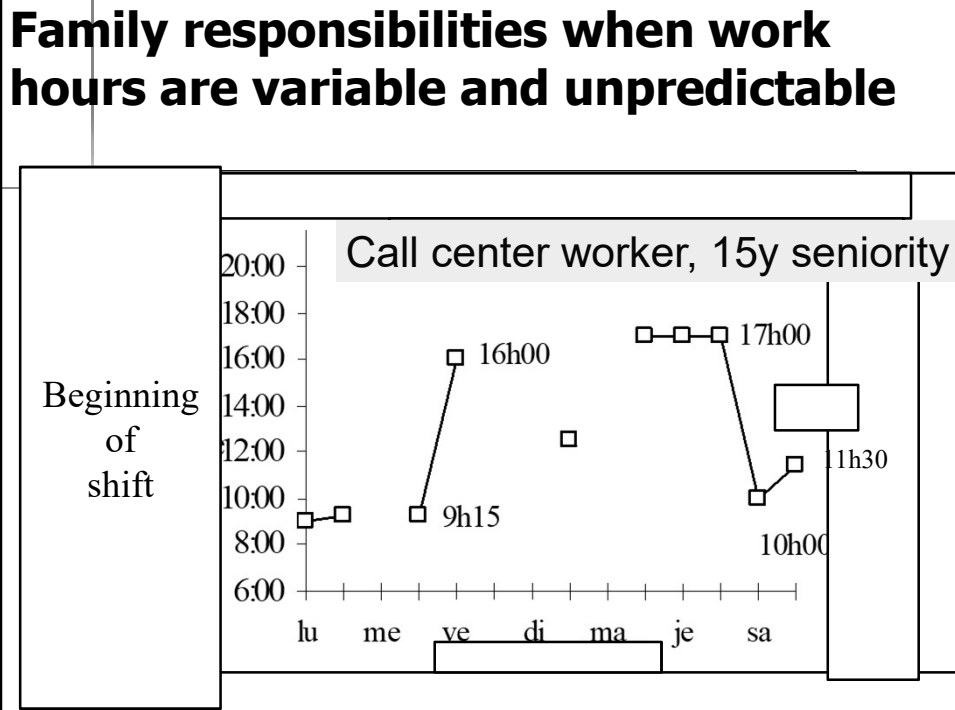 Family responsibilities when work
hours are variable and unpredictable
Call center worker, 15y seniority
Beginning
of
shift
20:00
18:00
16:00
14:00
12:00
10:00
8:00
6:00
16h00
9h15
17h00
11h30
10h00
lu me ve di ma je sa